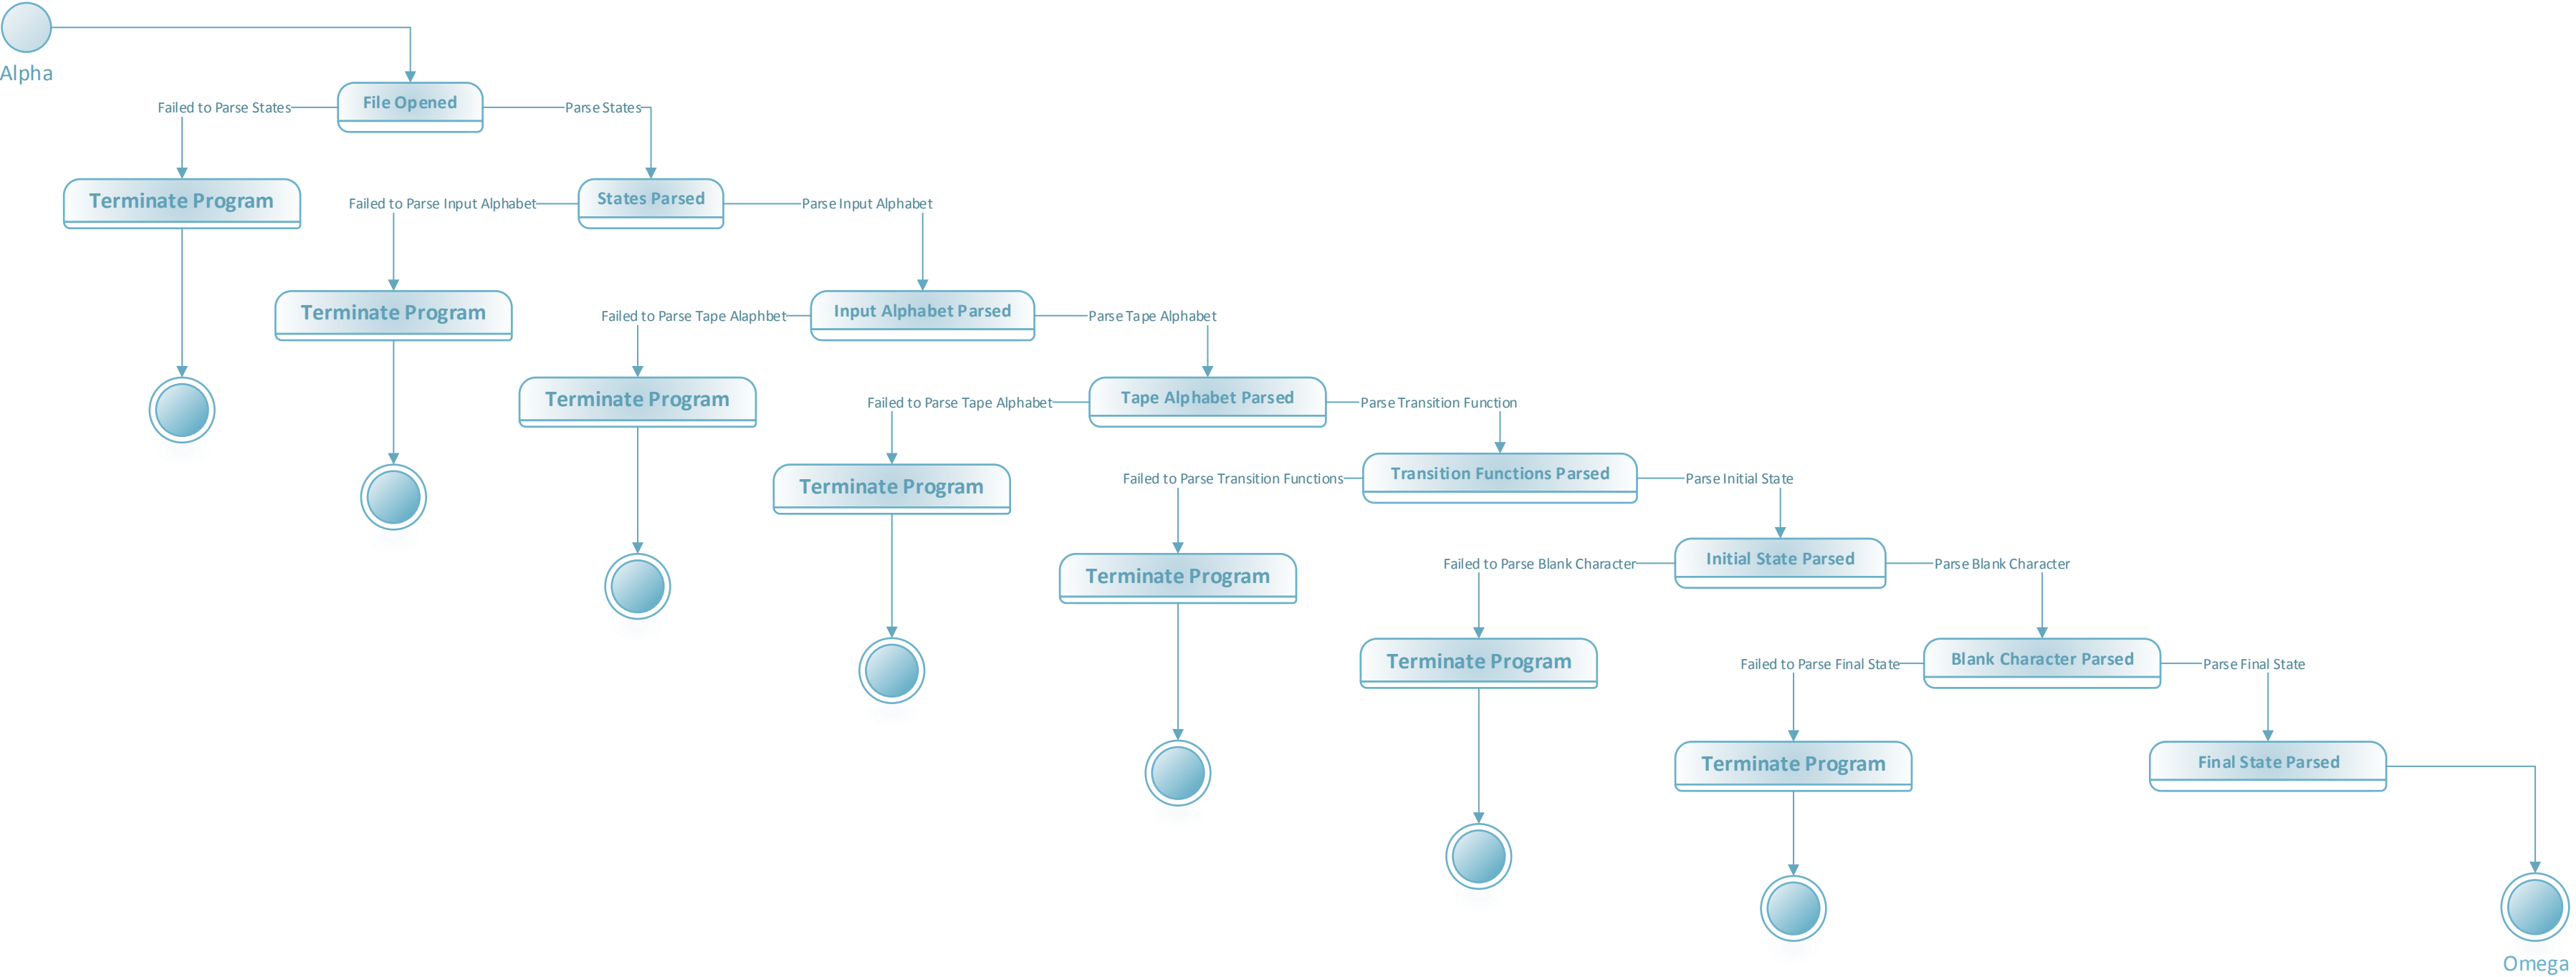 Alpha
File Opened
Failed to Parse States
Parse States
Terminate Program
States Parsed
Failed to Parse Input Alphabet
Parse Input Alphabet
Terminate Program
Input Alphabet Parsed
Failed to Parse Tape Alaphbet
Parse Tape Alphabet
Terminate Program
Tape Alphabet Parsed
Failed to Parse Tape Alphabet
Parse Transition Function
Terminate Program
Transition Functions Parsed
Failed to Parse Transition Functions
Parse Initial State
Terminate Program
Initial State Parsed
Failed to Parse Blank Character
Parse Blank Character
Terminate Program
Blank Character Parsed
Failed to Parse Final State
Parse Final State
Terminate Program
Final State Parsed
Omega